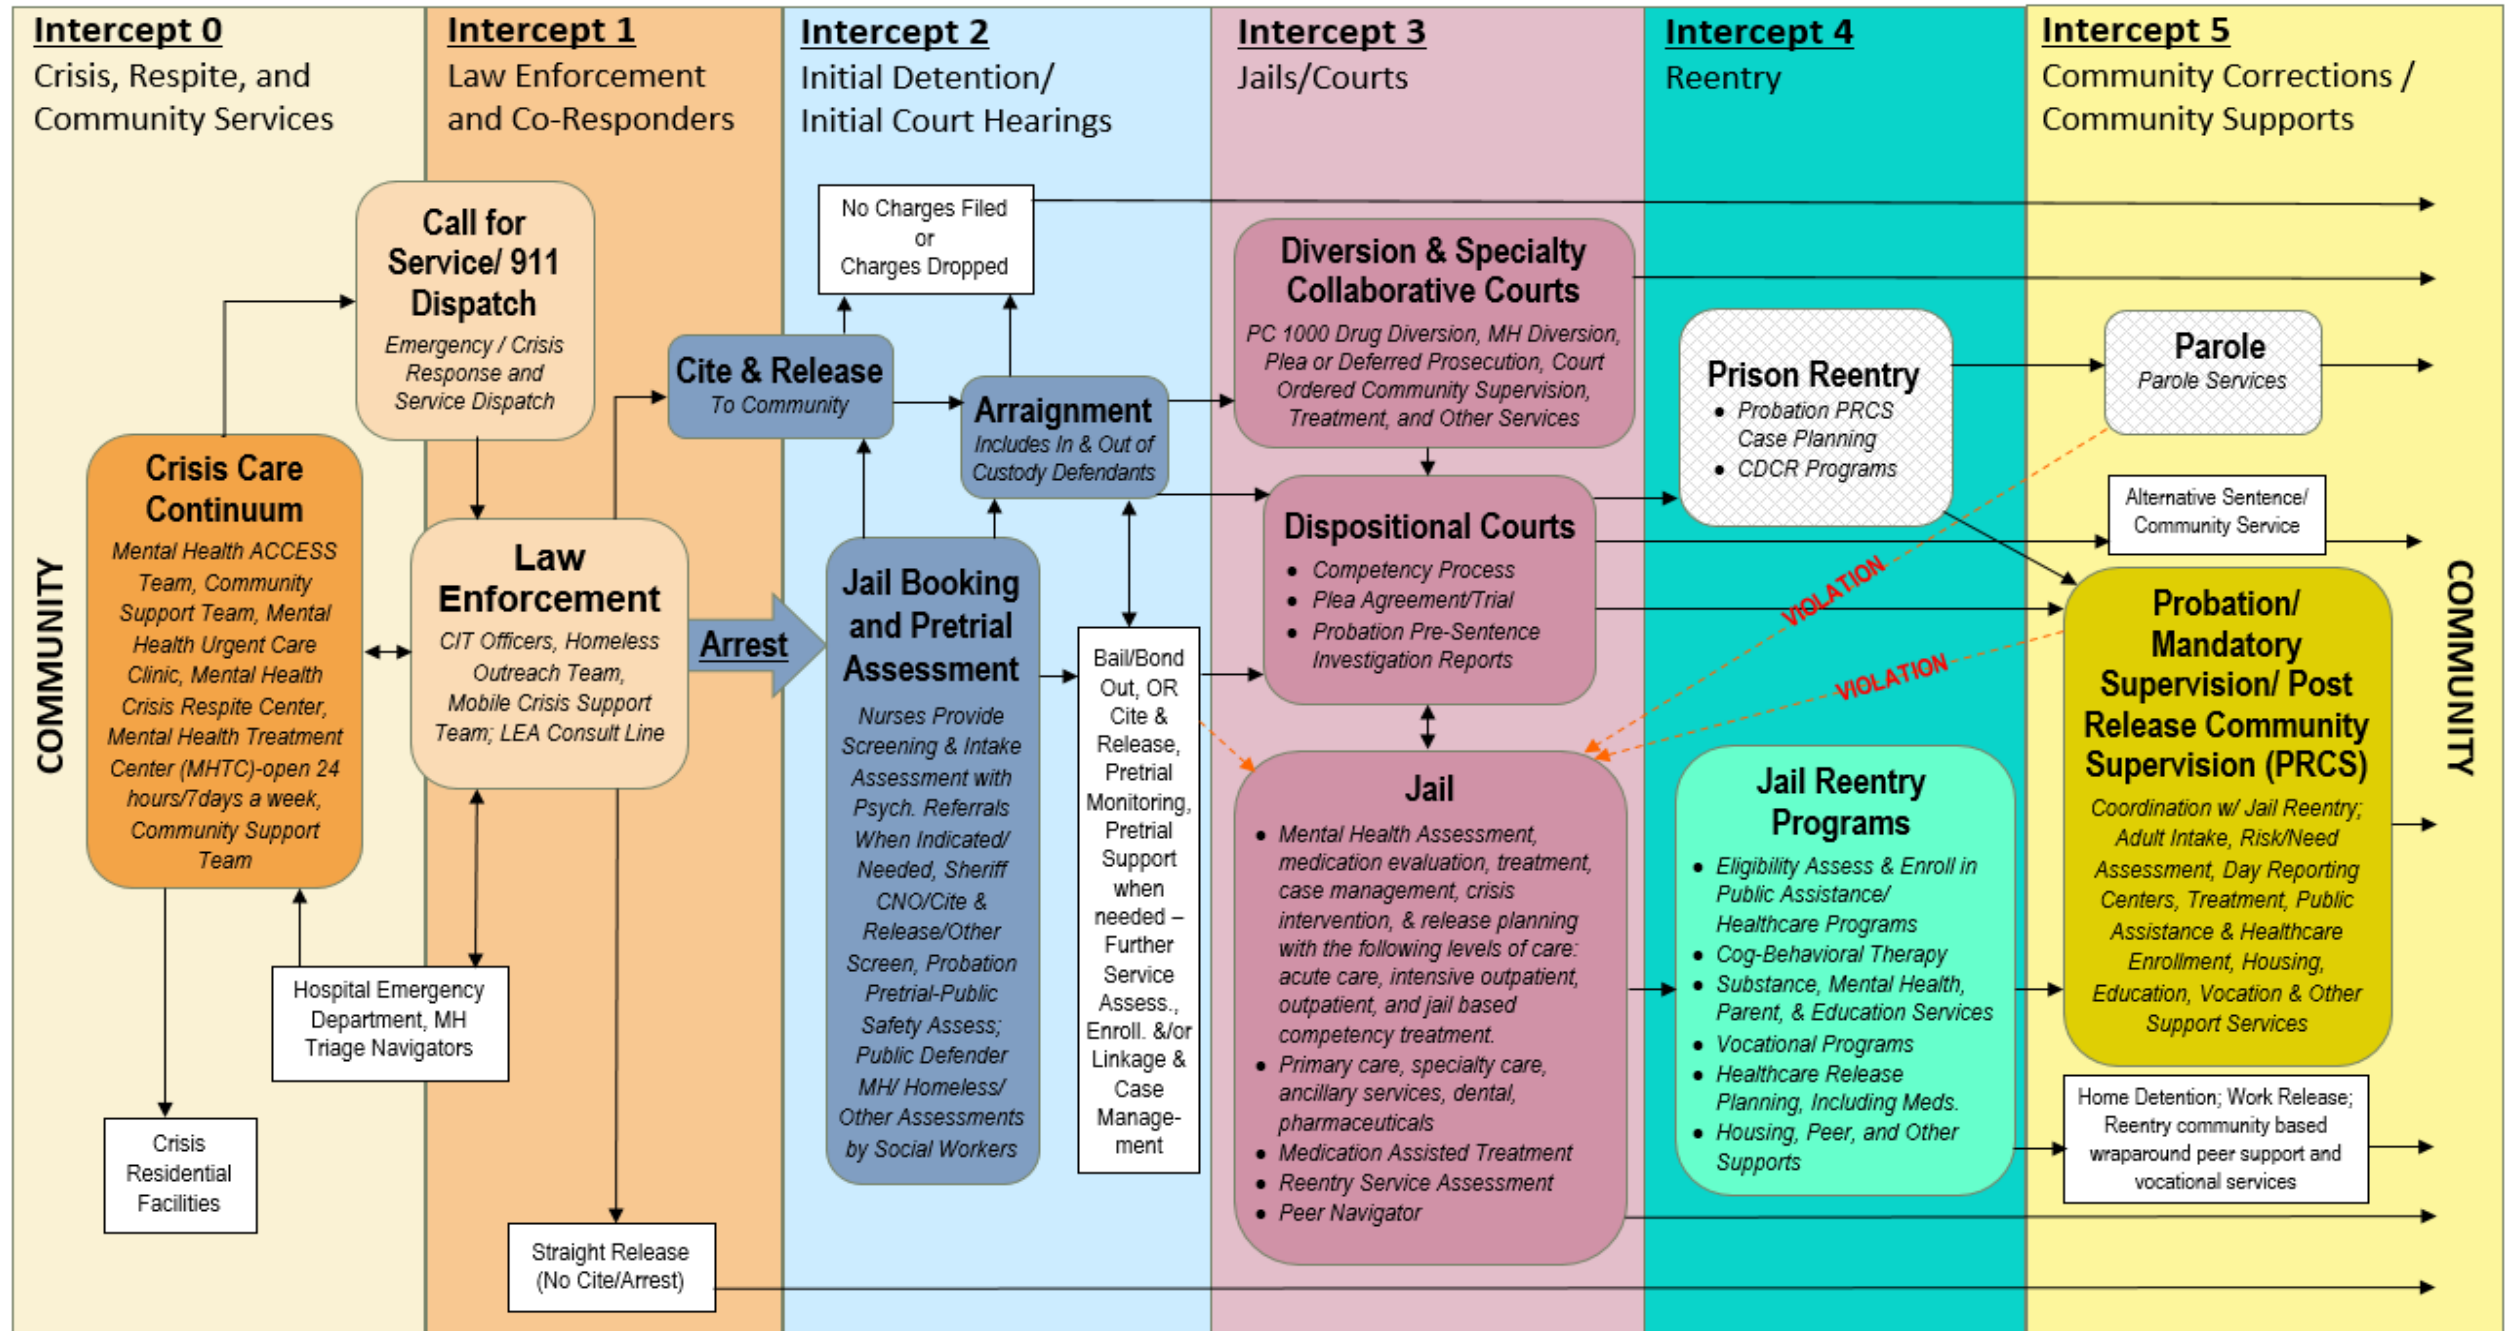 Intercept 0
Crisis, Respite, and
Community Services
Intercept 1
Law Enforcement
and Co-Responders
Intercept 2
Initial Detention/
Initial Court Hearings
Intercept 3
Jails/Courts
Intercept 4
Reentry
Intercept 5
Community Corrections /
Community Supports
COMMUNITY
Call for
Service/ 911
Dispatch
Emergency / Crisis
Response and
Service Dispatch
Crisis Care
Continuum
Mental Health ACCESS
Team, Community
Support Team, Mental
Health Urgent Care
Clinic, Mental Health
Crisis Respite Center,
Mental Health Treatment
Center (MHTC)-open 24
hours/7days a week,
Community Support
Team
Law
Enforcement
CIT Officers, Homeless
Outreach Team,
Mobile Crisis Support
Team; LEA Consult Line
Hospital Emergency
Department, MH
Triage Navigators
Crisis
Residential
Facilities
Straight Release
(No Cite/Arrest)
Arrest
No Charges Filed
or
Charges Dropped
Cite & Release
To Community
Arraignment
Includes In & Out of
Custody Defendants
Jail Booking
and Pretrial
Assessment
Nurses Provide
Screening & Intake
Assessment with
Psych. Referrals
When Indicated/
Needed, Sheriff
CNO/Cite &
Release/Other
Screen, Probation
Pretrial-Public
Safety Assess;
Public Defender
MH/ Homeless/
Other Assessments
by Social Workers
Bail/Bond
Out, OR
Cite &
Release,
Pretrial
Monitoring,
Pretrial
Support
when
needed –
Further
Service
Assess.,
Enroll. &/or
Linkage &
Case
Manage-
ment
Diversion & Specialty
Collaborative Courts
PC 1000 Drug Diversion, MH Diversion,
Plea or Deferred Prosecution, Court
Ordered Community Supervision,
Treatment, and Other Services
Dispositional Courts
• Competency Process
• Plea Agreement/Trial
• Probation Pre-Sentence
Investigation Reports
Jail
• Mental Health Assessment,
medication evaluation, treatment,
case management, crisis
intervention, & release planning
with the following levels of care:
acute care, intensive outpatient,
outpatient, and jail based
competency treatment.
• Primary care, specialty care,
ancillary services, dental,
pharmaceuticals
• Medication Assisted Treatment
• Reentry Service Assessment
• Peer Navigator
Prison Reentry
• Probation PRCS
Case Planning
• CDCR Programs
VIOLATION
VIOLATION
Jail Reentry
Programs
• Eligibility Assess & Enroll in
Public Assistance/
Healthcare Programs
• Cog-Behavioral Therapy
• Substance, Mental Health,
Parent, & Education Services
• Vocational Programs
• Healthcare Release
Planning, Including Meds.
• Housing, Peer, and Other
Supports
Parole
Parole Services
Alternative Sentence/
Community Service
Probation/
Mandatory
Supervision/ Post
Release Community
Supervision (PRCS)
Coordination w/ Jail Reentry;
Adult Intake, Risk/Need
Assessment, Day Reporting
Centers, Treatment, Public
Assistance & Healthcare
Enrollment, Housing,
Education, Vocation & Other
Support Services
Home Detention; Work Release;
Reentry community based
wraparound peer support and
vocational services
COMMUNITY